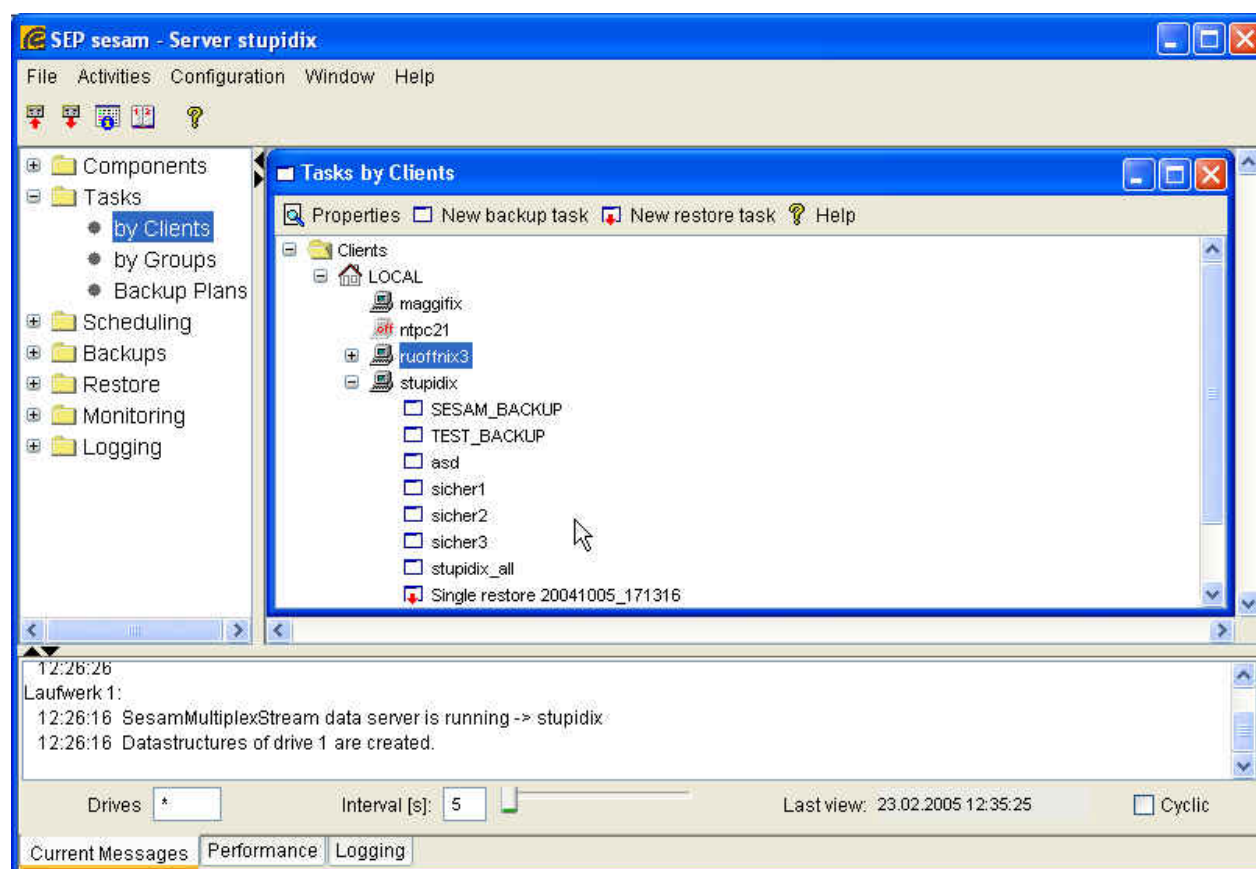 SEP sesam - Server stupidix
File Activities Configuration Window Help
Components
Tasks
by Clients
by Groups
Backup Plans
Scheduling
Backups
Restore
Monitoring
Logging
Tasks by Clients
Properties New backup task New restore task Help
Clients
LOCAL
maggifix
off ntpc21
ruoffnix3
stupidix
SESAM_BACKUP
TEST_BACKUP
asd
sicher1
sicher2
sicher3
stupidix_all
Single restore 20041005_171316
12:26:26
Laufwerk 1:
12:26:16 SesamMultiplexStream data server is running -> stupidix
12:26:16 Datastructures of drive 1 are created.
Drives * Interval [s]: 5 Last view: 23.02.2005 12:35:25 Cyclic
Current Messages Performance Logging